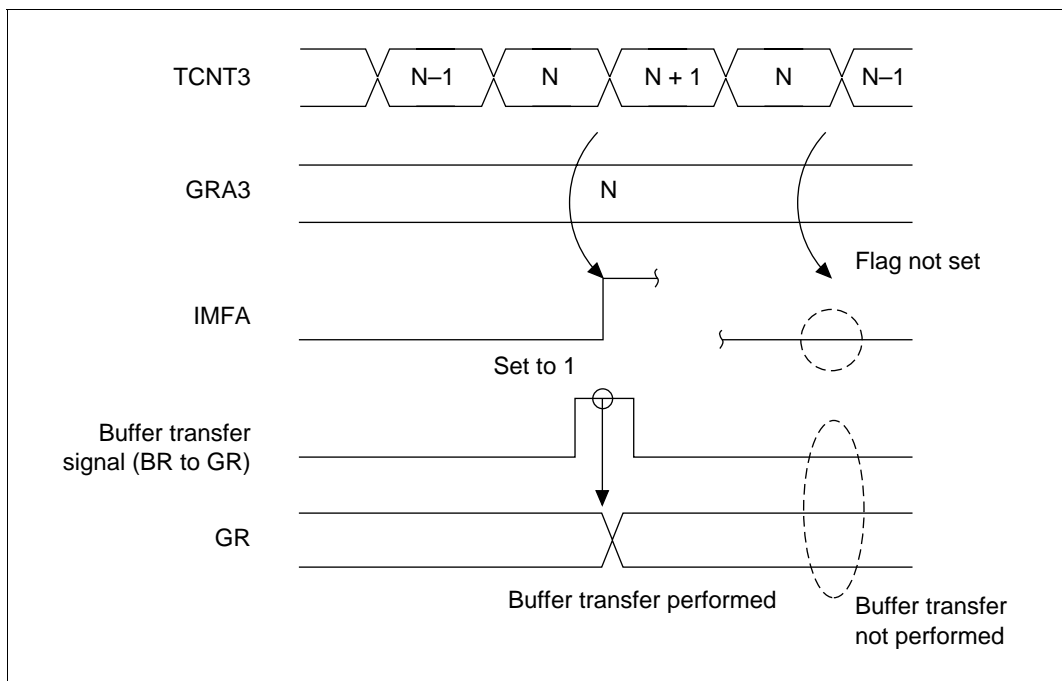 TCNT3
N–1
N
N + 1
N
N–1
GRA3
N
Flag not set
IMFA
Set to 1
Buffer transfer
signal (BR to GR)
GR
Buffer transfer performed
Buffer transfer
not performed